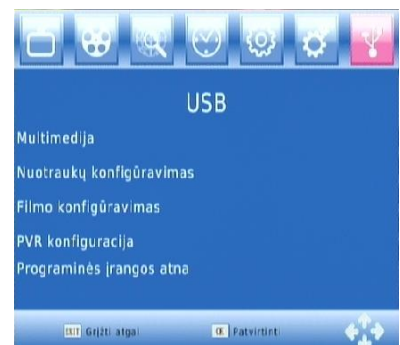 USB
Multimedija
Nuotraukų konfigūravimas
Filmo konfigūravimas
PVR konfiguracija
Programinės įrangos atna
EXIT Grįžti atgal OK Patvirtinti